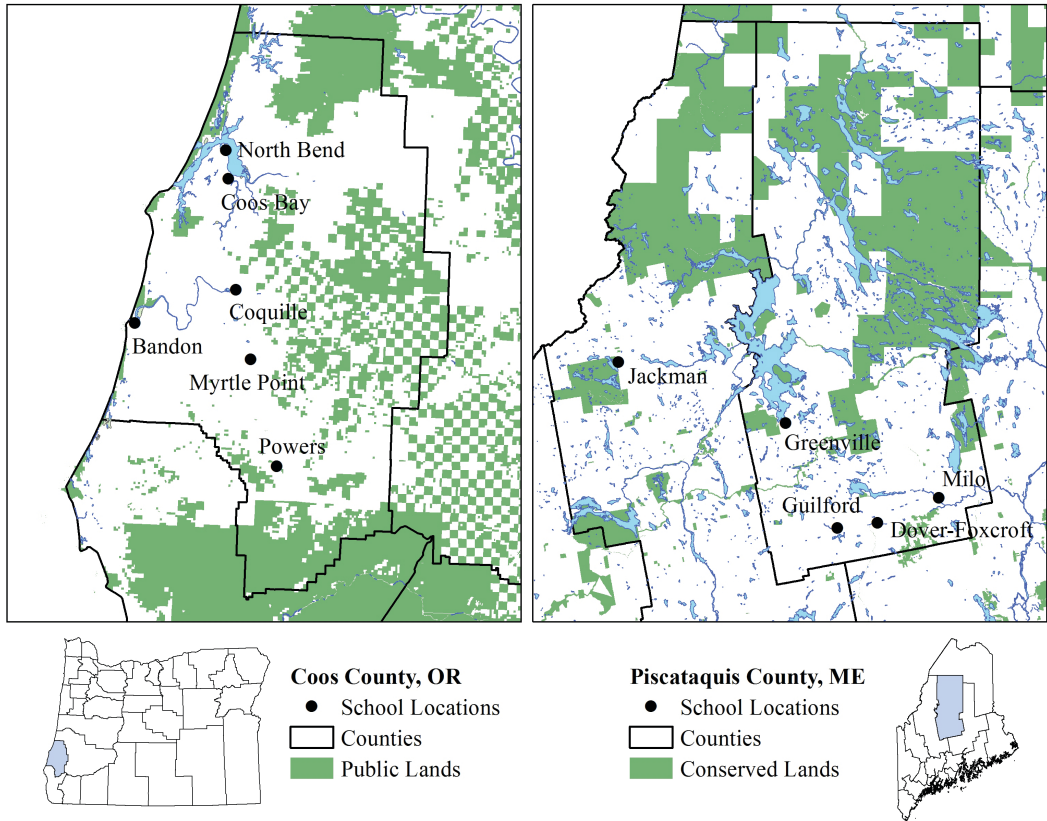 North Bend
Coos Bay
Coquille
Bandon
Myrtle Point
Powers
Jackman
Greenville
Milo
Guilford
Dover-Foxcroft
Coos County, OR
School Locations
Counties
Public Lands
Piscataquis County, ME
School Locations
Counties
Conserved Lands